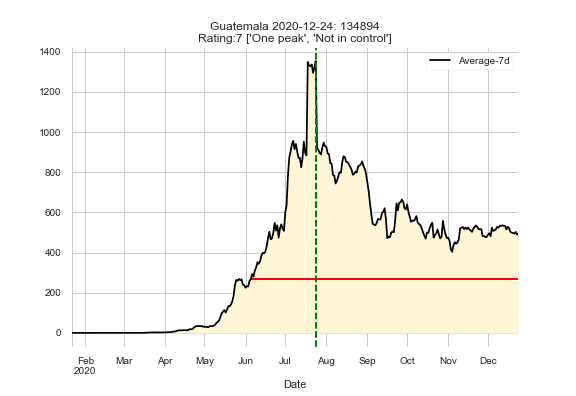 Guatemala 2020-12-24: 134894
Rating:7 ['One peak', 'Not in control']
Average-7d
1400
1200
1000
800
600
400
200
0
Feb Mar Apr May Jun Jul Aug Sep Oct Nov Dec
2020
Date